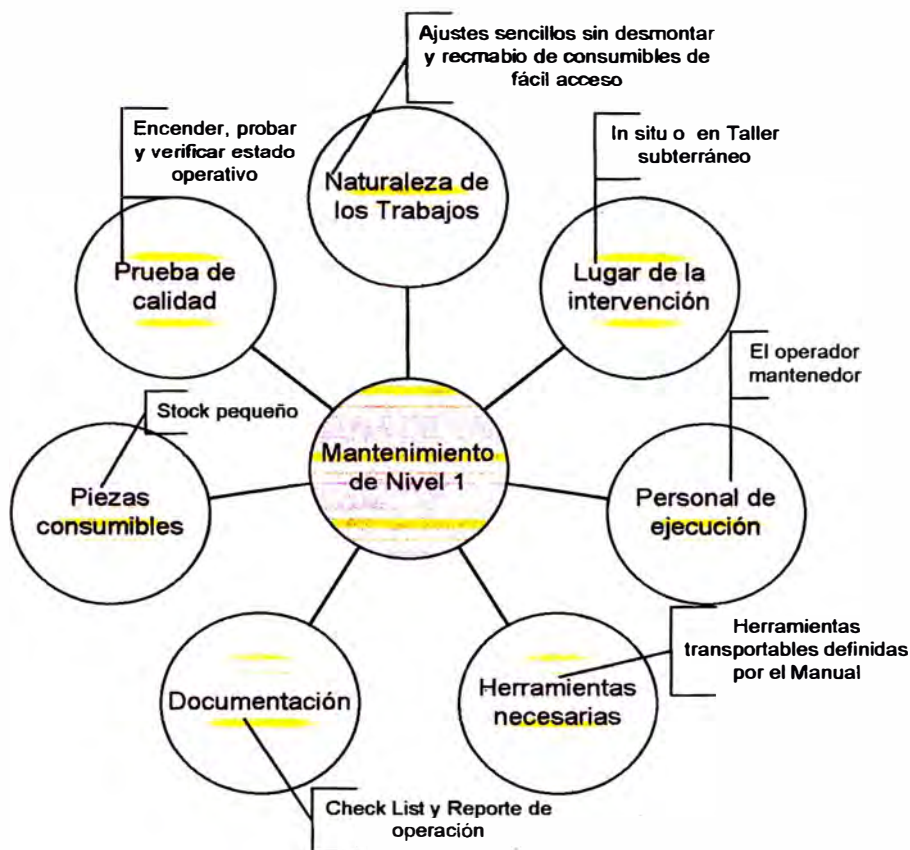 Ajustes sencillos sin desmontar
y recmabio de consumibles de
fácil acceso
Encender, probar
y verificar estado
operativo
In situ o en Taller
subterráneo
Naturaleza de
los Trabajos
Prueba de
calidad
Lugar de la
intervención
El operador
mantenedor
Stock pequeño
Mantenimiento
de Nivel 1
Piezas
consumibles
Personal de
ejecución
Herramientas
transportables definidas
por el Manual
Documentación
Herramientas
necesarias
Check List y Reporte de
operación